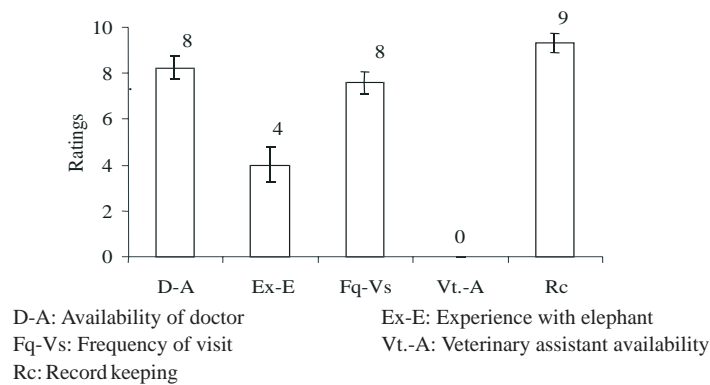 9
10
8
8
8
6
4
Ratings
4
2
0
0
D-A Ex-E Fq-Vs Vt.-A Rc
D-A: Availability of doctor Ex-E: Experience with elephant
Fq-Vs: Frequency of visit Vt.-A: Veterinary assistant availability
Rc: Record keeping